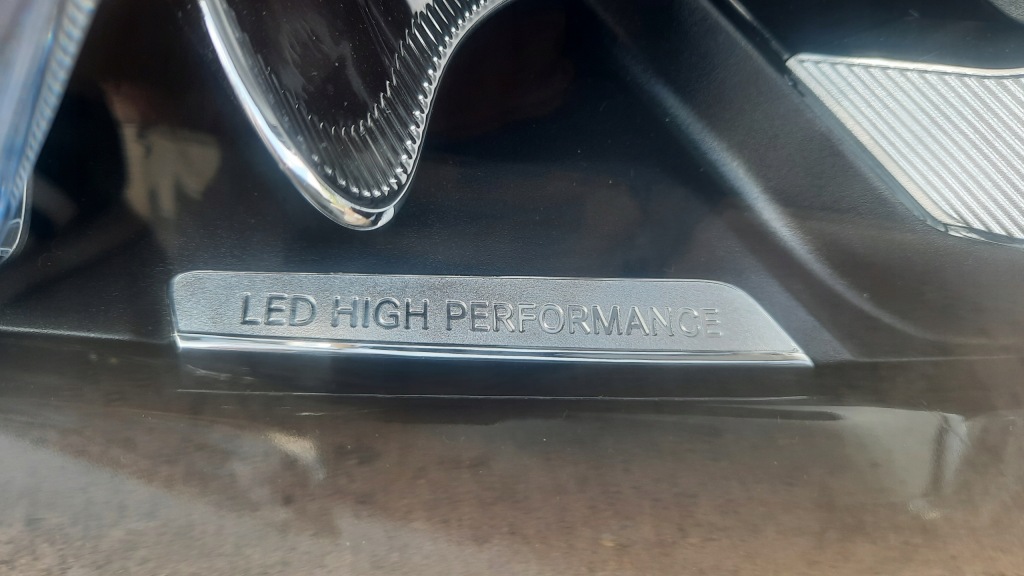 LED HIGH PERFORMANCE